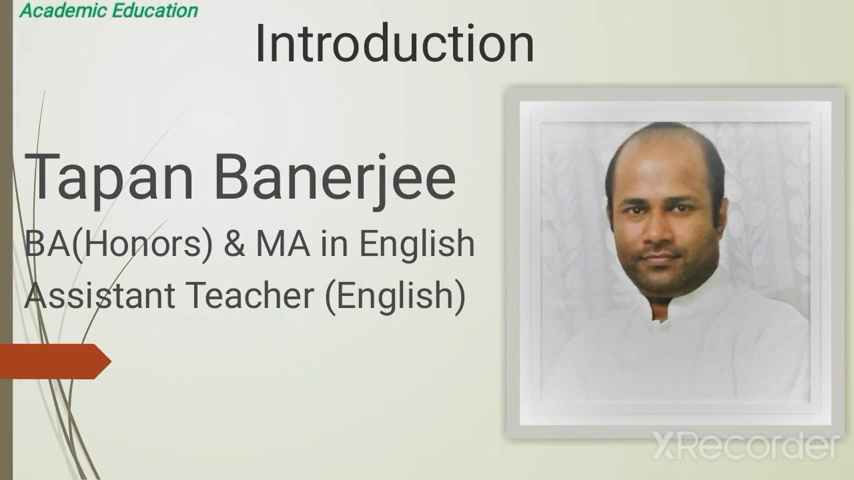 Academic Education
Introduction
Tapan Banerjee
BA(Honors) & MA in English
Assistant Teacher (English)
XRecorder